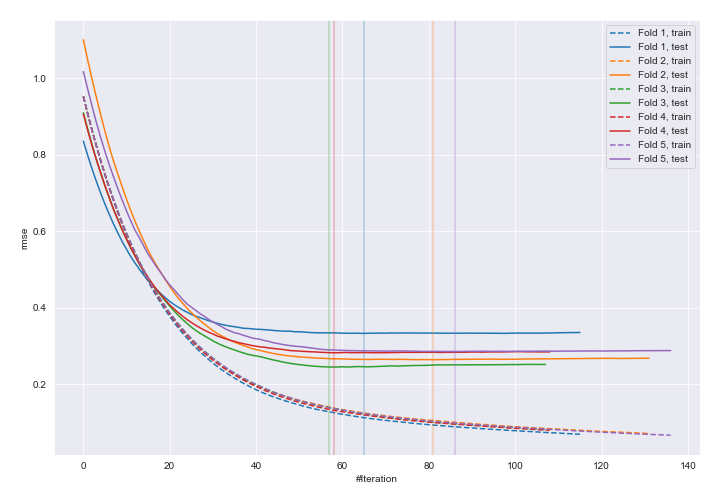 Fold 1, train
Fold 1, test
Fold 2, train
Fold 2, test
Fold 3, train
Fold 3, test
Fold 4, train
Fold 4, test
Fold 5, train
Fold 5, test
1.0
0.8
0.6
0.4
0.2
rmse
0 20 40 60 80 100 120 140
#Iteration